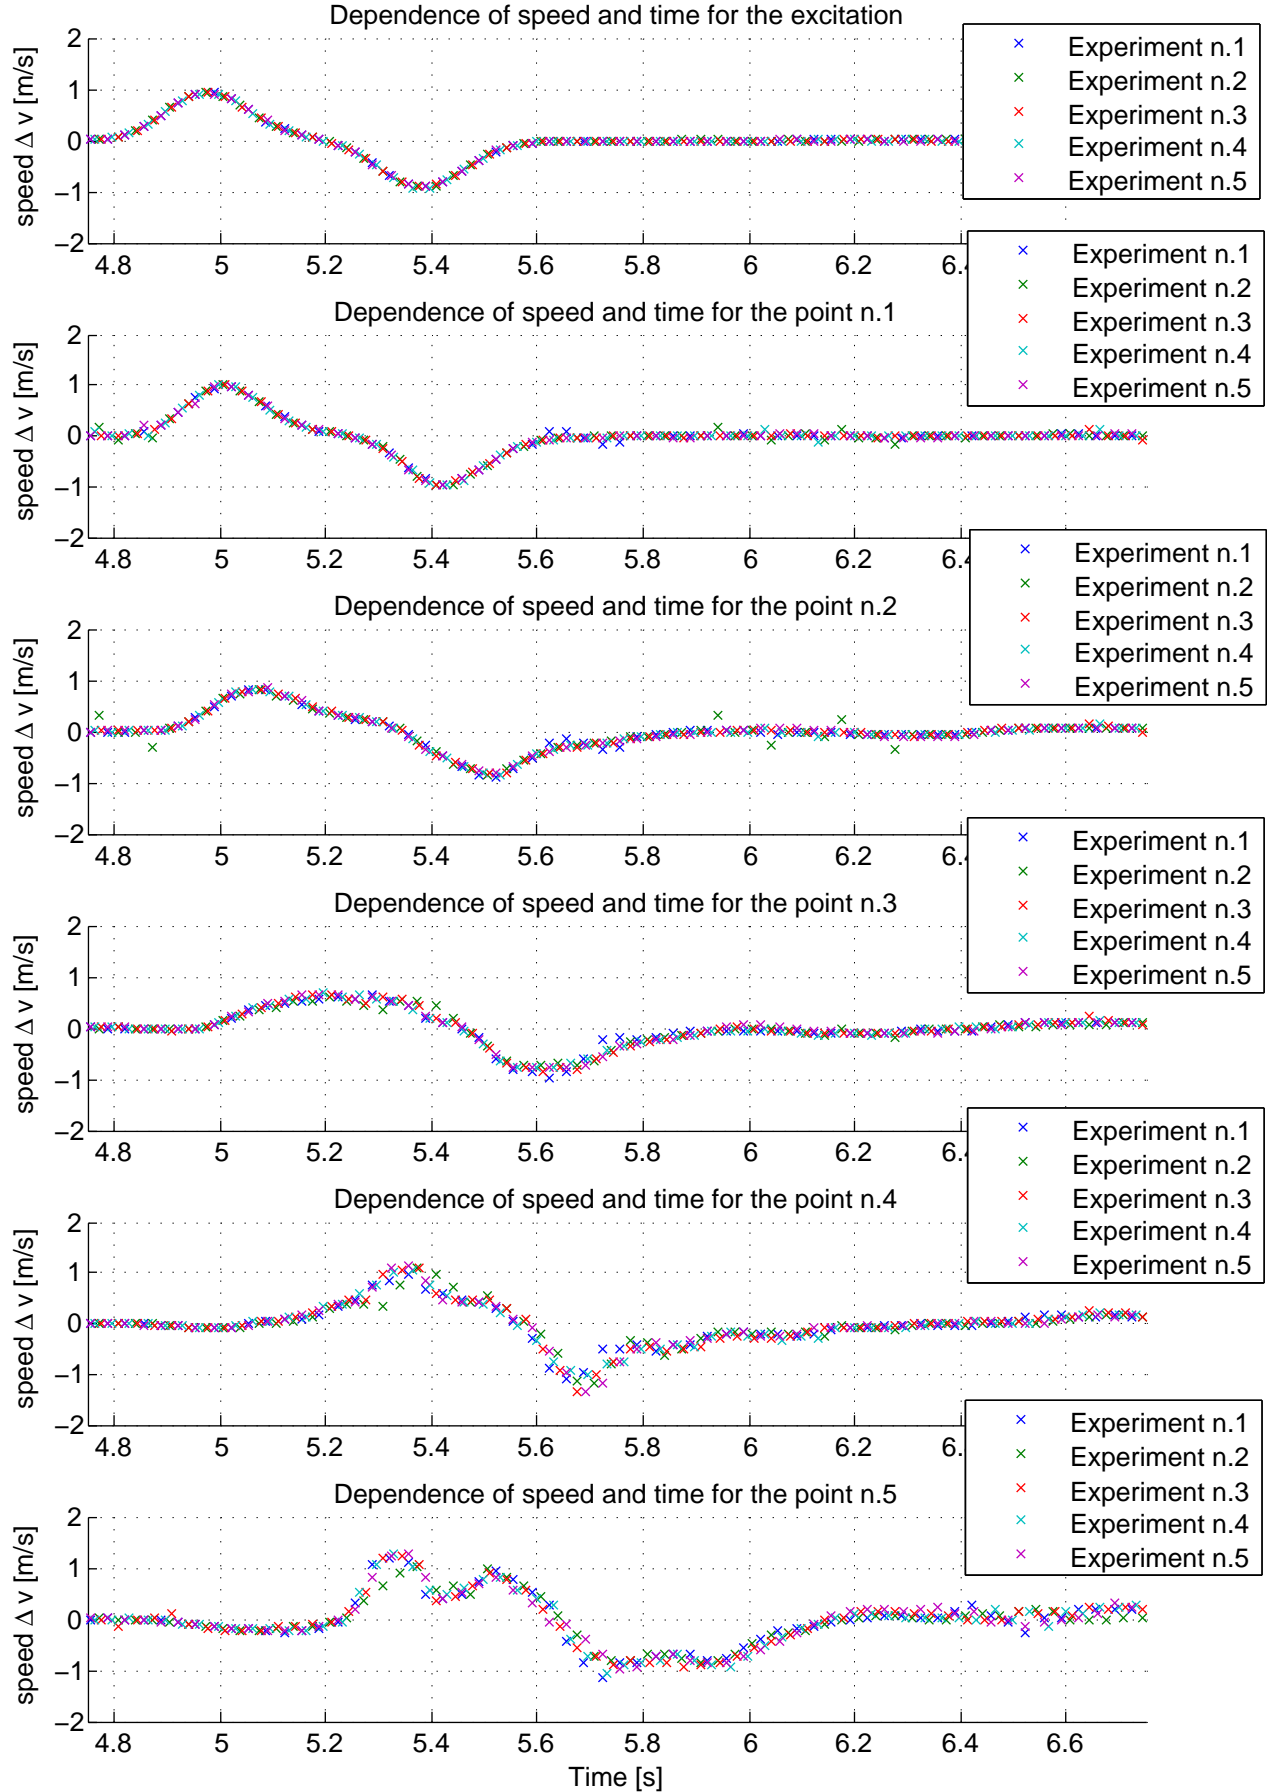 Dependence of speed and time for the excitation
speed Δ v [m/s]
2
1
0
−1
−2
4.8 5 5.2 5.4 5.6 5.8 6 6.2 6.4 6.6
Experiment n.1
Experiment n.2
Experiment n.3
Experiment n.4
Experiment n.5
Dependence of speed and time for the point n.1
speed Δ v [m/s]
2
1
0
−1
−2
4.8 5 5.2 5.4 5.6 5.8 6 6.2 6.
Experiment n.1
Experiment n.2
Experiment n.3
Experiment n.4
Experiment n.5
Dependence of speed and time for the point n.2
speed Δ v [m/s]
2
1
0
−1
−2
4.8 5 5.2 5.4 5.6 5.8 6 6.2 6.4
Experiment n.1
Experiment n.2
Experiment n.3
Experiment n.4
Experiment n.5
Dependence of speed and time for the point n.3
speed Δ v [m/s]
2
1
0
−1
−2
4.8 5 5.2 5.4 5.6 5.8 6 6.2 6.4
Experiment n.1
Experiment n.2
Experiment n.3
Experiment n.4
Experiment n.5
Dependence of speed and time for the point n.4
speed Δ v [m/s]
2
1
0
−1
−2
4.8 5 5.2 5.4 5.6 5.8 6 6.2 6.4
Experiment n.1
Experiment n.2
Experiment n.3
Experiment n.4
Experiment n.5
Dependence of speed and time for the point n.5
speed Δ v [m/s]
2
1
0
−1
−2
4.8 5 5.2 5.4 5.6 5.8 6 6.2 6.4 6.6
Time [s]